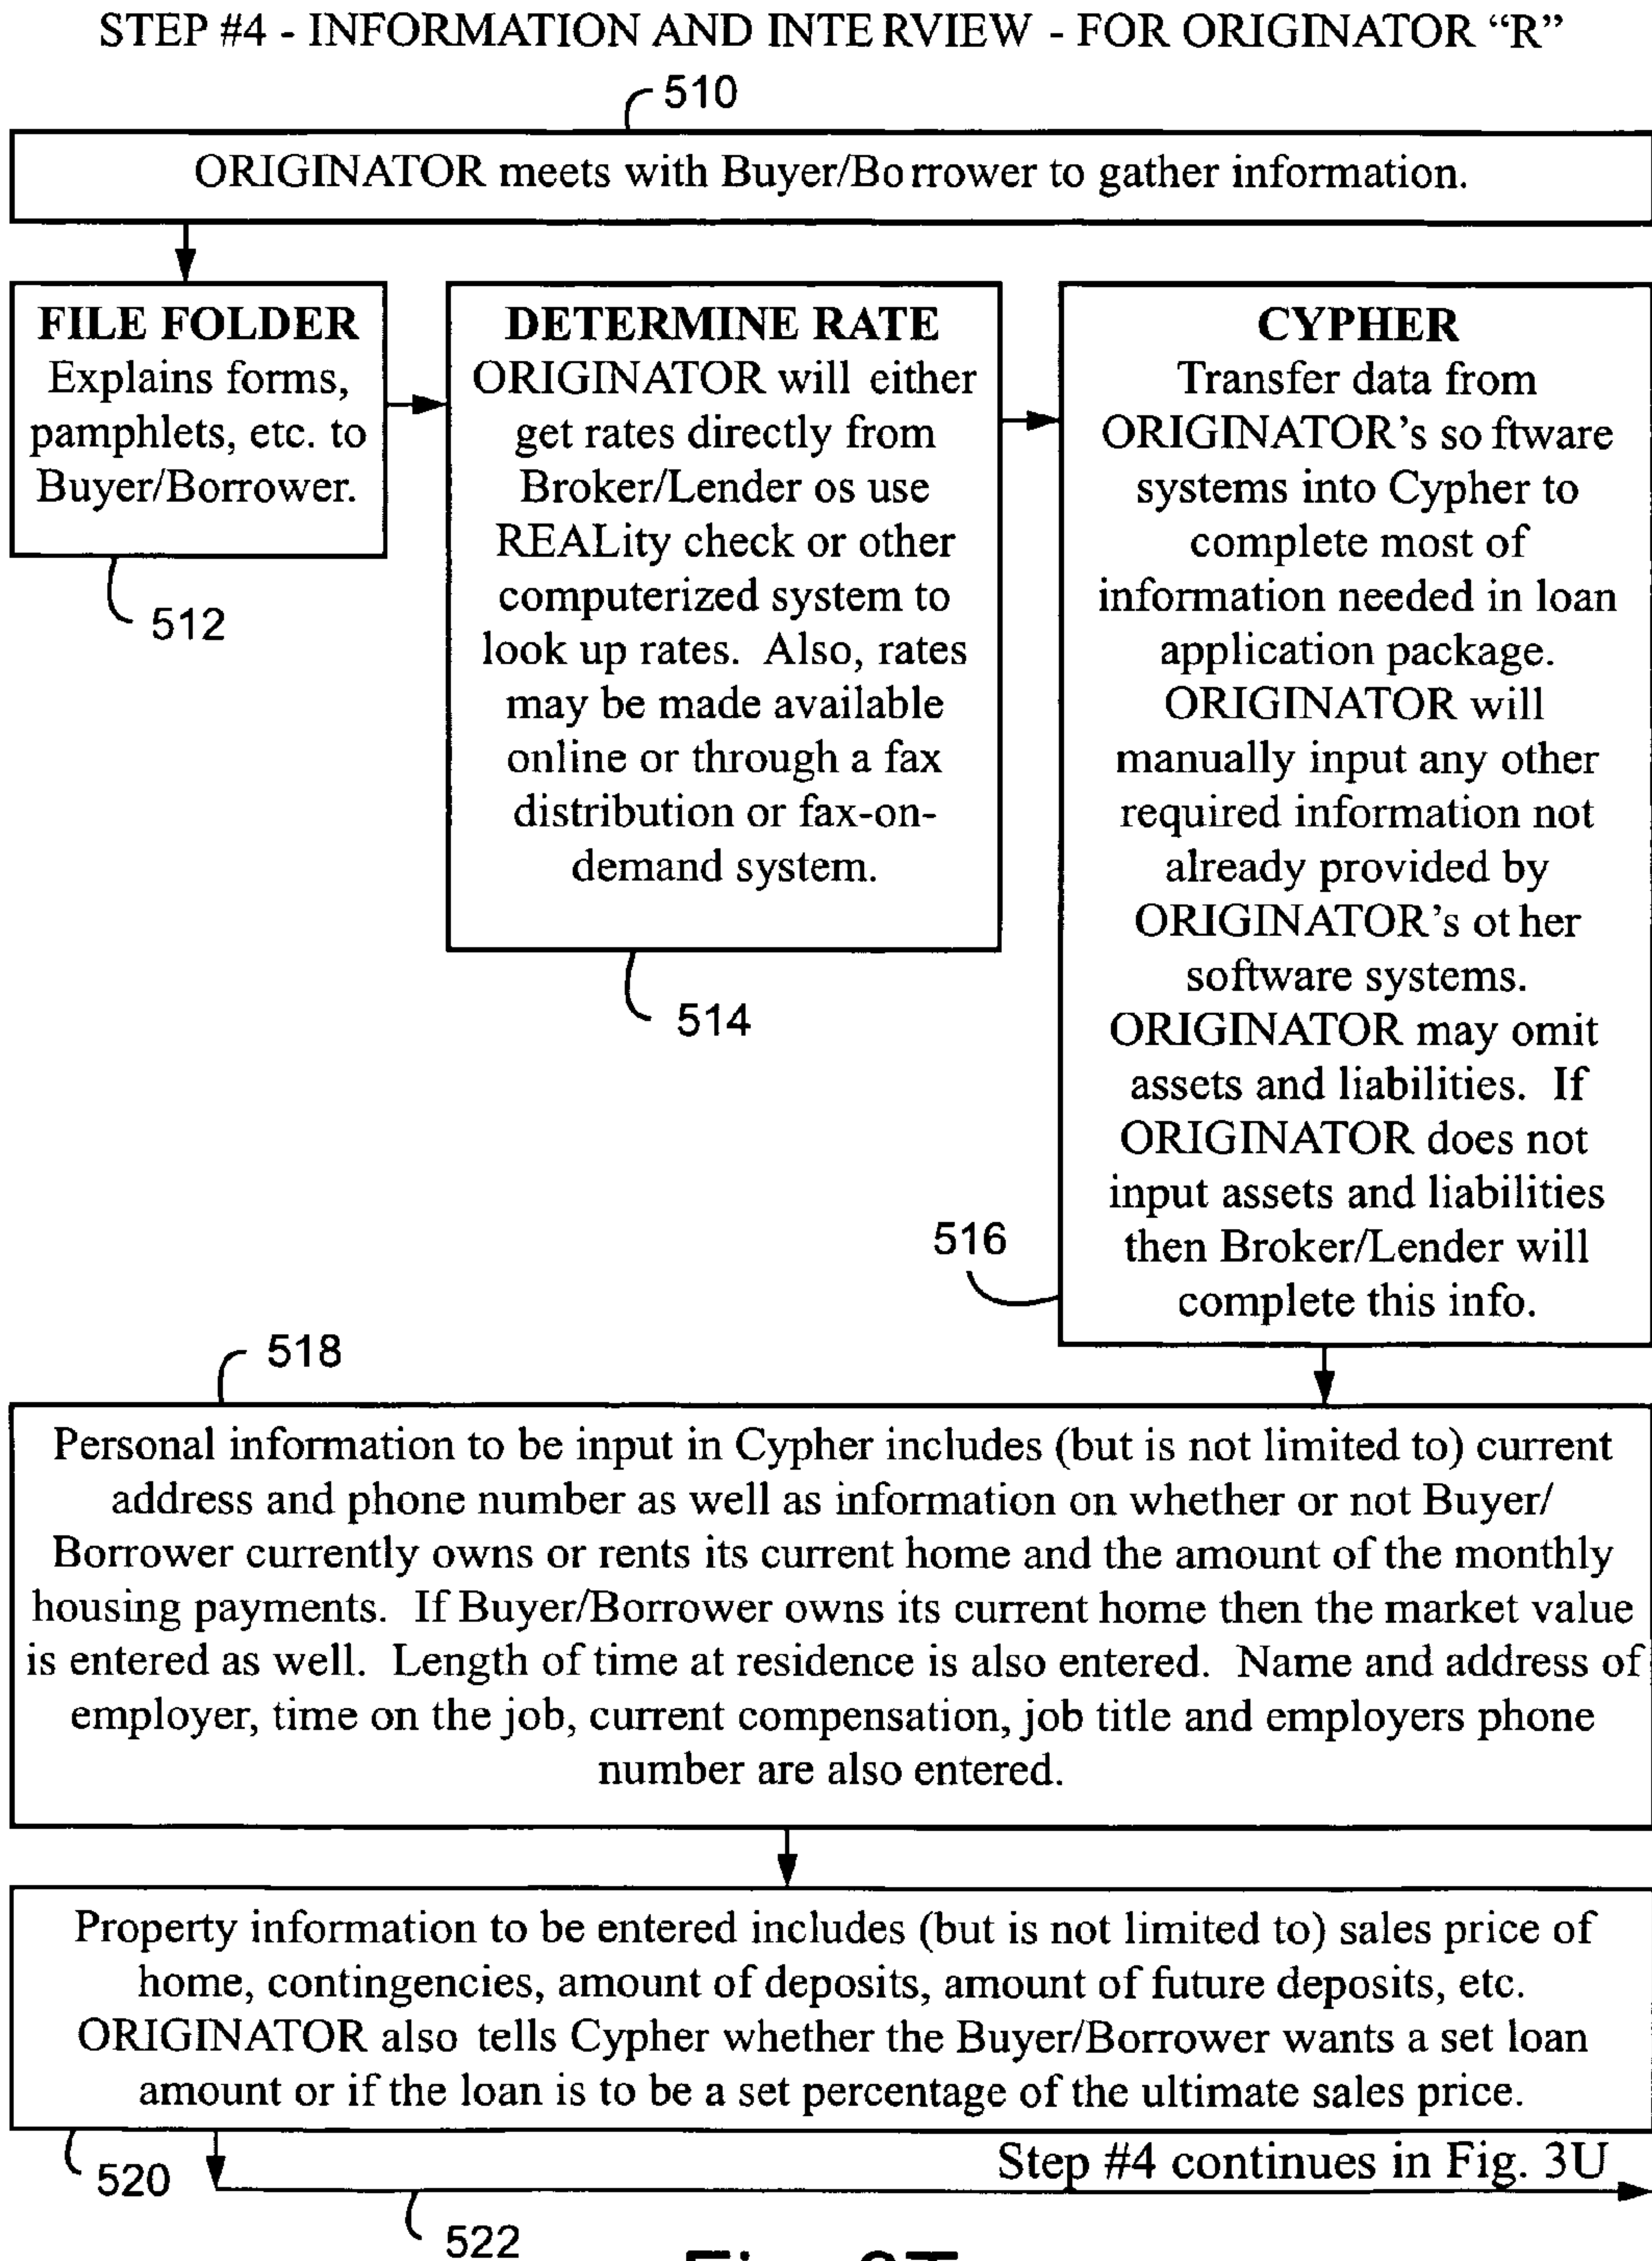 STEP #4 - INFORMATION AND INTE RVIEW - FOR ORIGINATOR “R”
510
ORIGINATOR meets with Buyer/Bo rrower to gather information.
FILE FOLDER
Explains forms,
pamphlets, etc. to
Buyer/Borrower.
512
DETERMINE RATE
ORIGINATOR will either
get rates directly from
Broker/Lender os use
REALity check or other
computerized system to
look up rates. Also, rates
may be made available
online or through a fax
distribution or fax-on-
demand system.
514
CYPHER
Transfer data from
ORIGINATOR’s so ftware
systems into Cypher to
complete most of
information needed in loan
application package.
ORIGINATOR will
manually input any other
required information not
already provided by
ORIGINATOR’s ot her
software systems.
ORIGINATOR may omit
assets and liabilities. If
ORIGINATOR does not
input assets and liabilities
then Broker/Lender will
complete this info.
516
518
Personal information to be input in Cypher includes (but is not limited to) current
address and phone number as well as information on whether or not Buyer/
Borrower currently owns or rents its current home and the amount of the monthly
housing payments. If Buyer/Borrower owns its current home then the market value
is entered as well. Length of time at residence is also entered. Name and address of
employer, time on the job, current compensation, job title and employers phone
number are also entered.
Property information to be entered includes (but is not limited to) sales price of
home, contingencies, amount of deposits, amount of future deposits, etc.
ORIGINATOR also tells Cypher whether the Buyer/Borrower wants a set loan
amount or if the loan is to be a set percentage of the ultimate sales price.
520
Step #4 continues in Fig. 3U
522